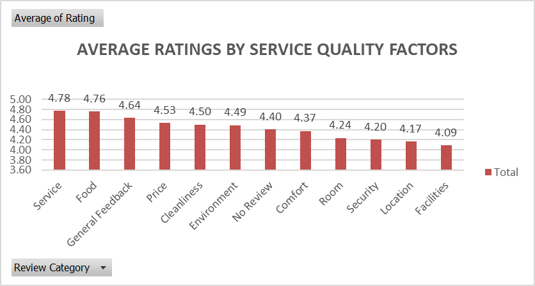 Average of Rating
AVERAGE RATINGS BY SERVICE QUALITY FACTORS
5.00
4.80
4.60
4.40
4.20
4.00
3.80
3.60
4.78
4.76
4.64
4.53
4.50
4.49
4.40
4.37
4.24
4.20
4.17
4.09
Service
Food
General Feedback
Price
Cleanliness
Environment
No Review
Comfort
Room
Security
Location
Facilities
Total
Review Category